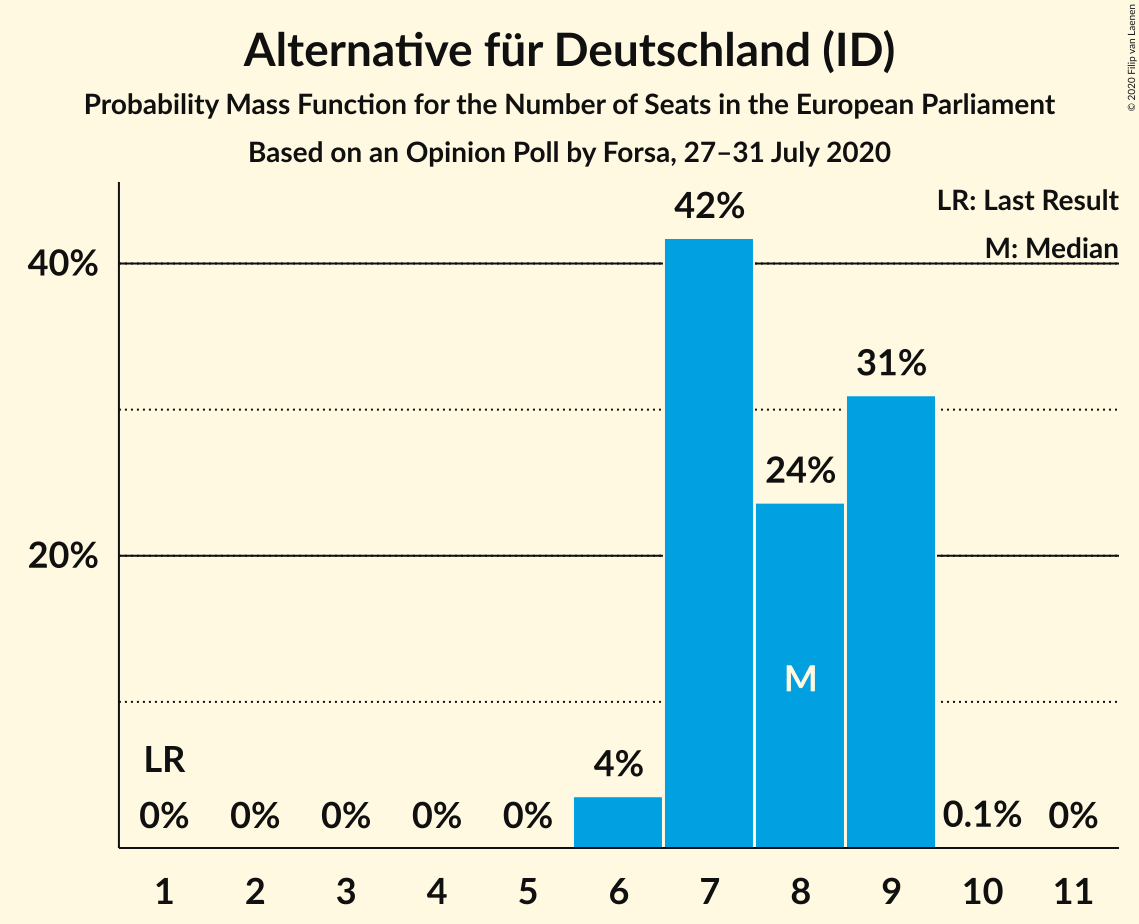 Alternative für Deutschland (ID)
Probability Mass Function for the Number of Seats in the European Parliament
Based on an Opinion Poll by Forsa, 27–31 July 2020
© 2020 Filip van Laenen
LR: Last Result
M: Median
42%
40%
31%
24%
20%
M
LR
4%
0% 0% 0% 0% 0% 0.1% 0%
1 2 3 4 5 6 7 8 9 10 11